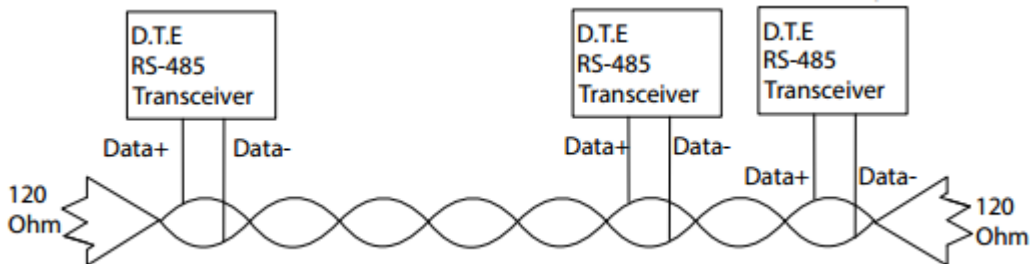 D.T.E
RS-485
Transceiver
D.T.E
RS-485
Transceiver
D.T.E
RS-485
Transceiver
Data+
Data-
Data+
Data-
Data+
Data-
120
Ohm
120
Ohm